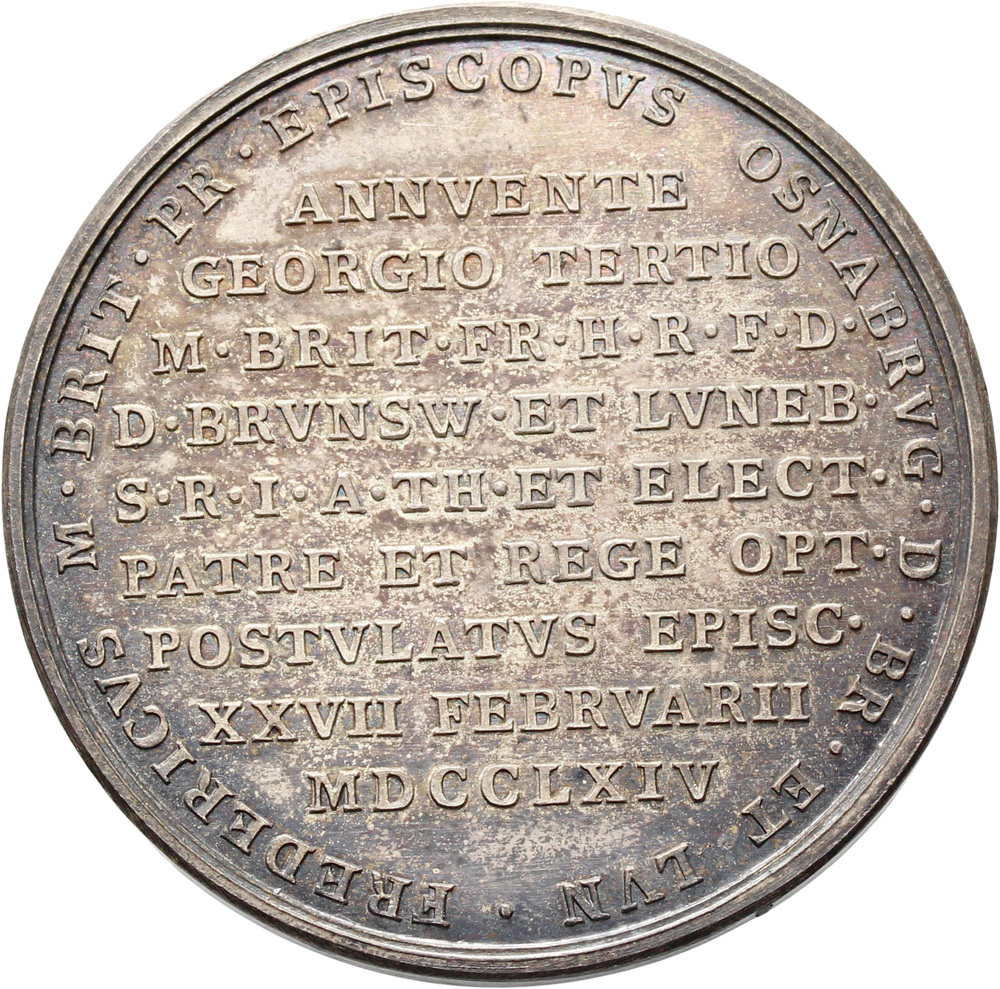 FREDERICVS M · BRIT · PR · EPISCOPVS OSNABRVG · D · BR · ET LVN ·
ANNVENTE
GEORGIO TERTIO
M · BRIT · FR · H · R · F · D ·
D · BRVNSW · ET LVNEB ·
S · R · I · A · TH · ET ELECT ·
PATRE ET REGE OPT ·
POSTVLATVS EPISC ·
XXVII FEBRVARII
MDCCLXIV